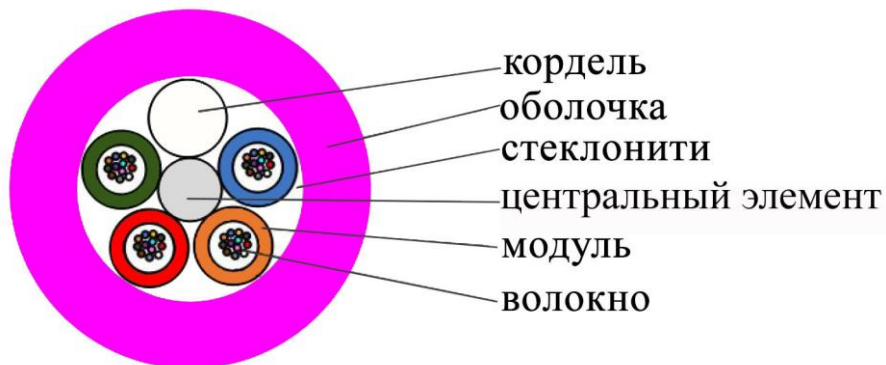 кордель
оболочка
стеклонити
центральный элемент
модуль
волокно